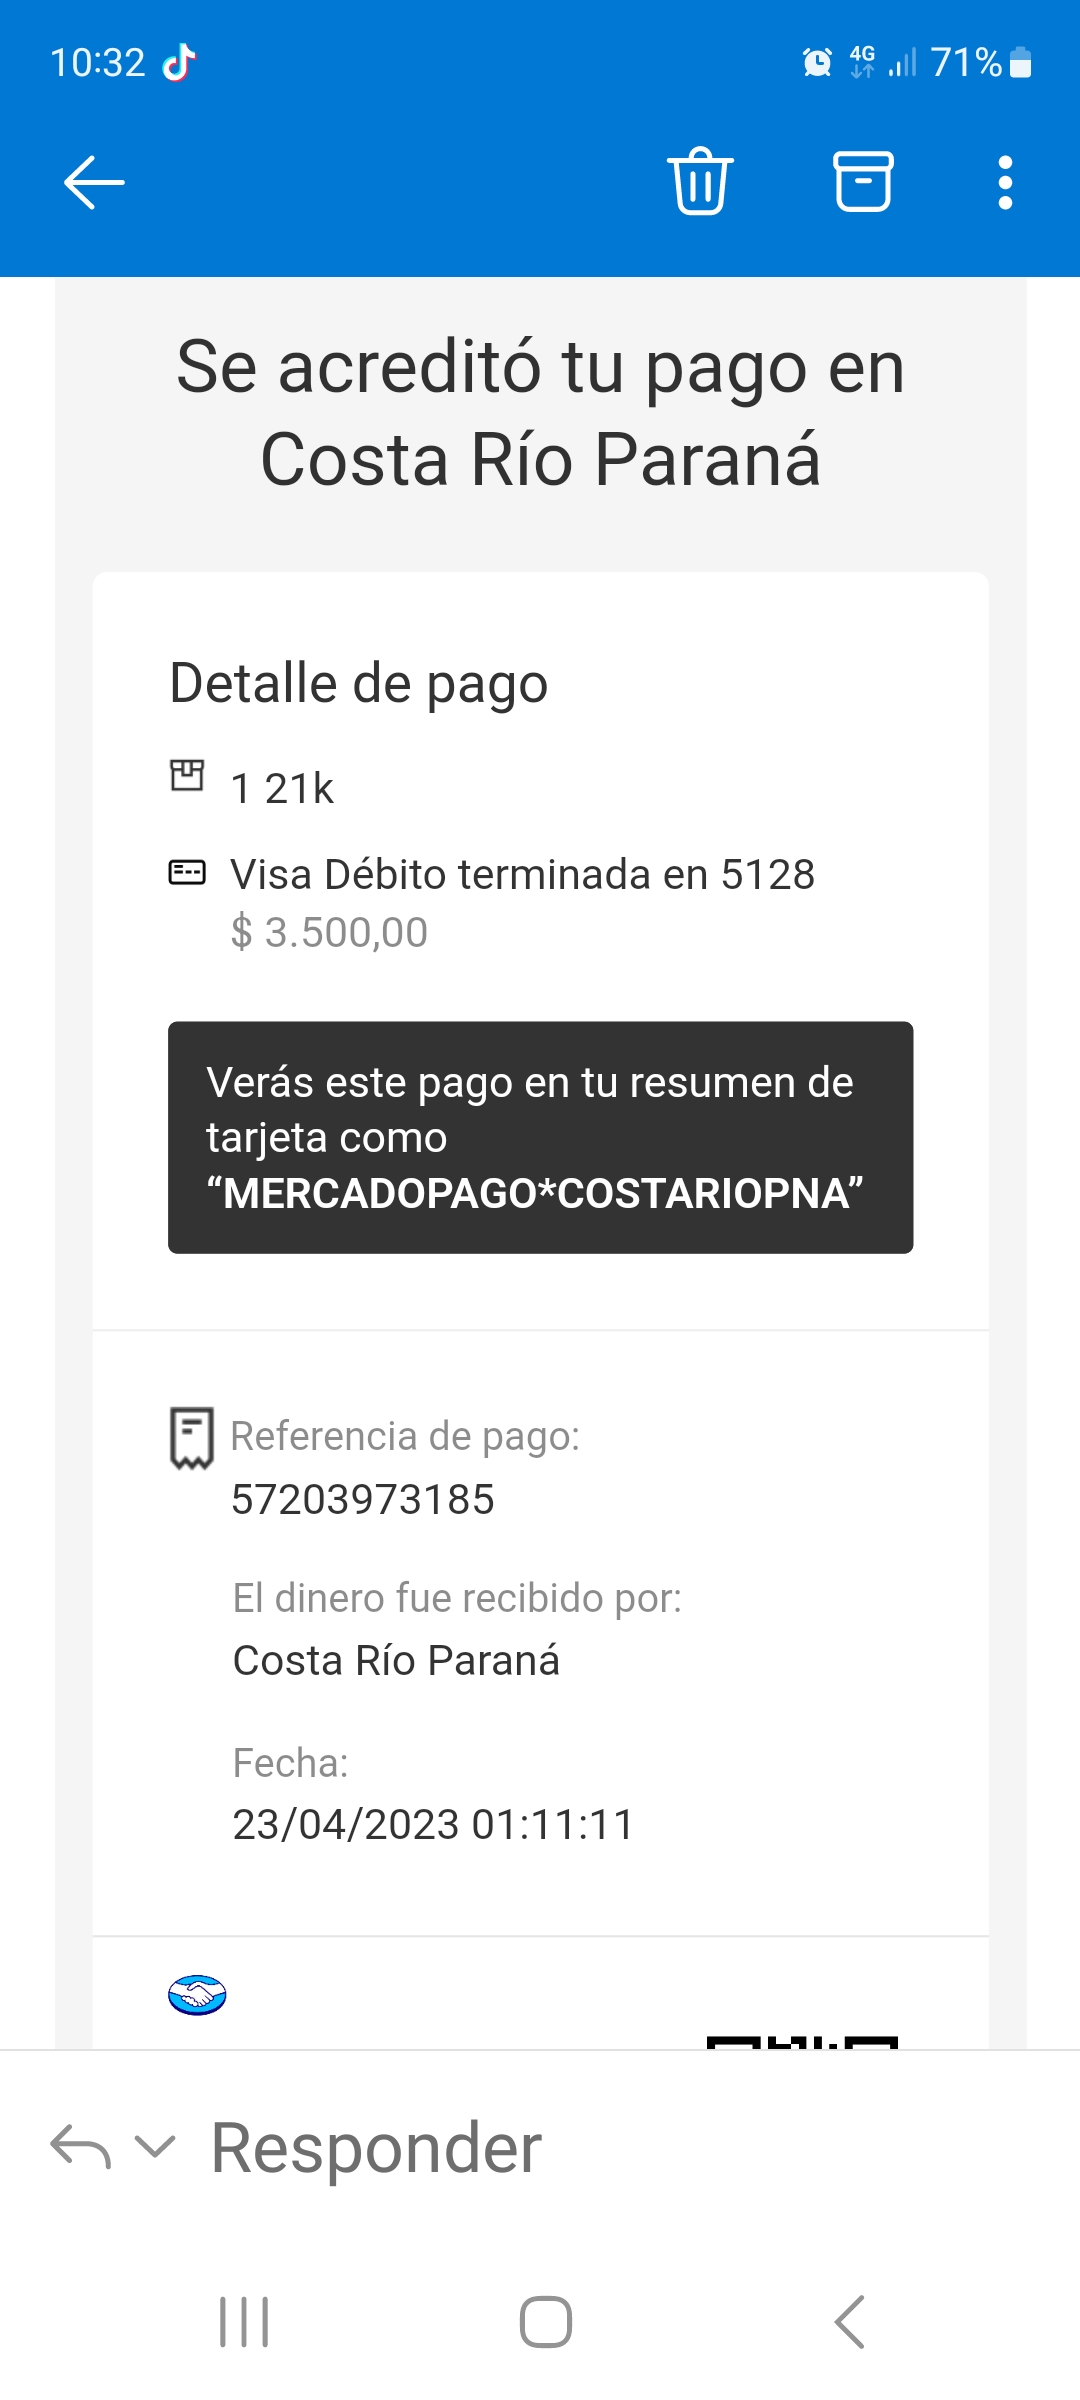 10:32
4G
71%
Se acreditó tu pago en
Costa Río Paraná
Detalle de pago
1 21k
Visa Débito terminada en 5128
$ 3.500,00
Verás este pago en tu resumen de
tarjeta como
“MERCADOPAGO*COSTARIOPNA”
Referencia de pago:
57203973185
El dinero fue recibido por:
Costa Río Paraná
Fecha:
23/04/2023 01:11:11
Responder